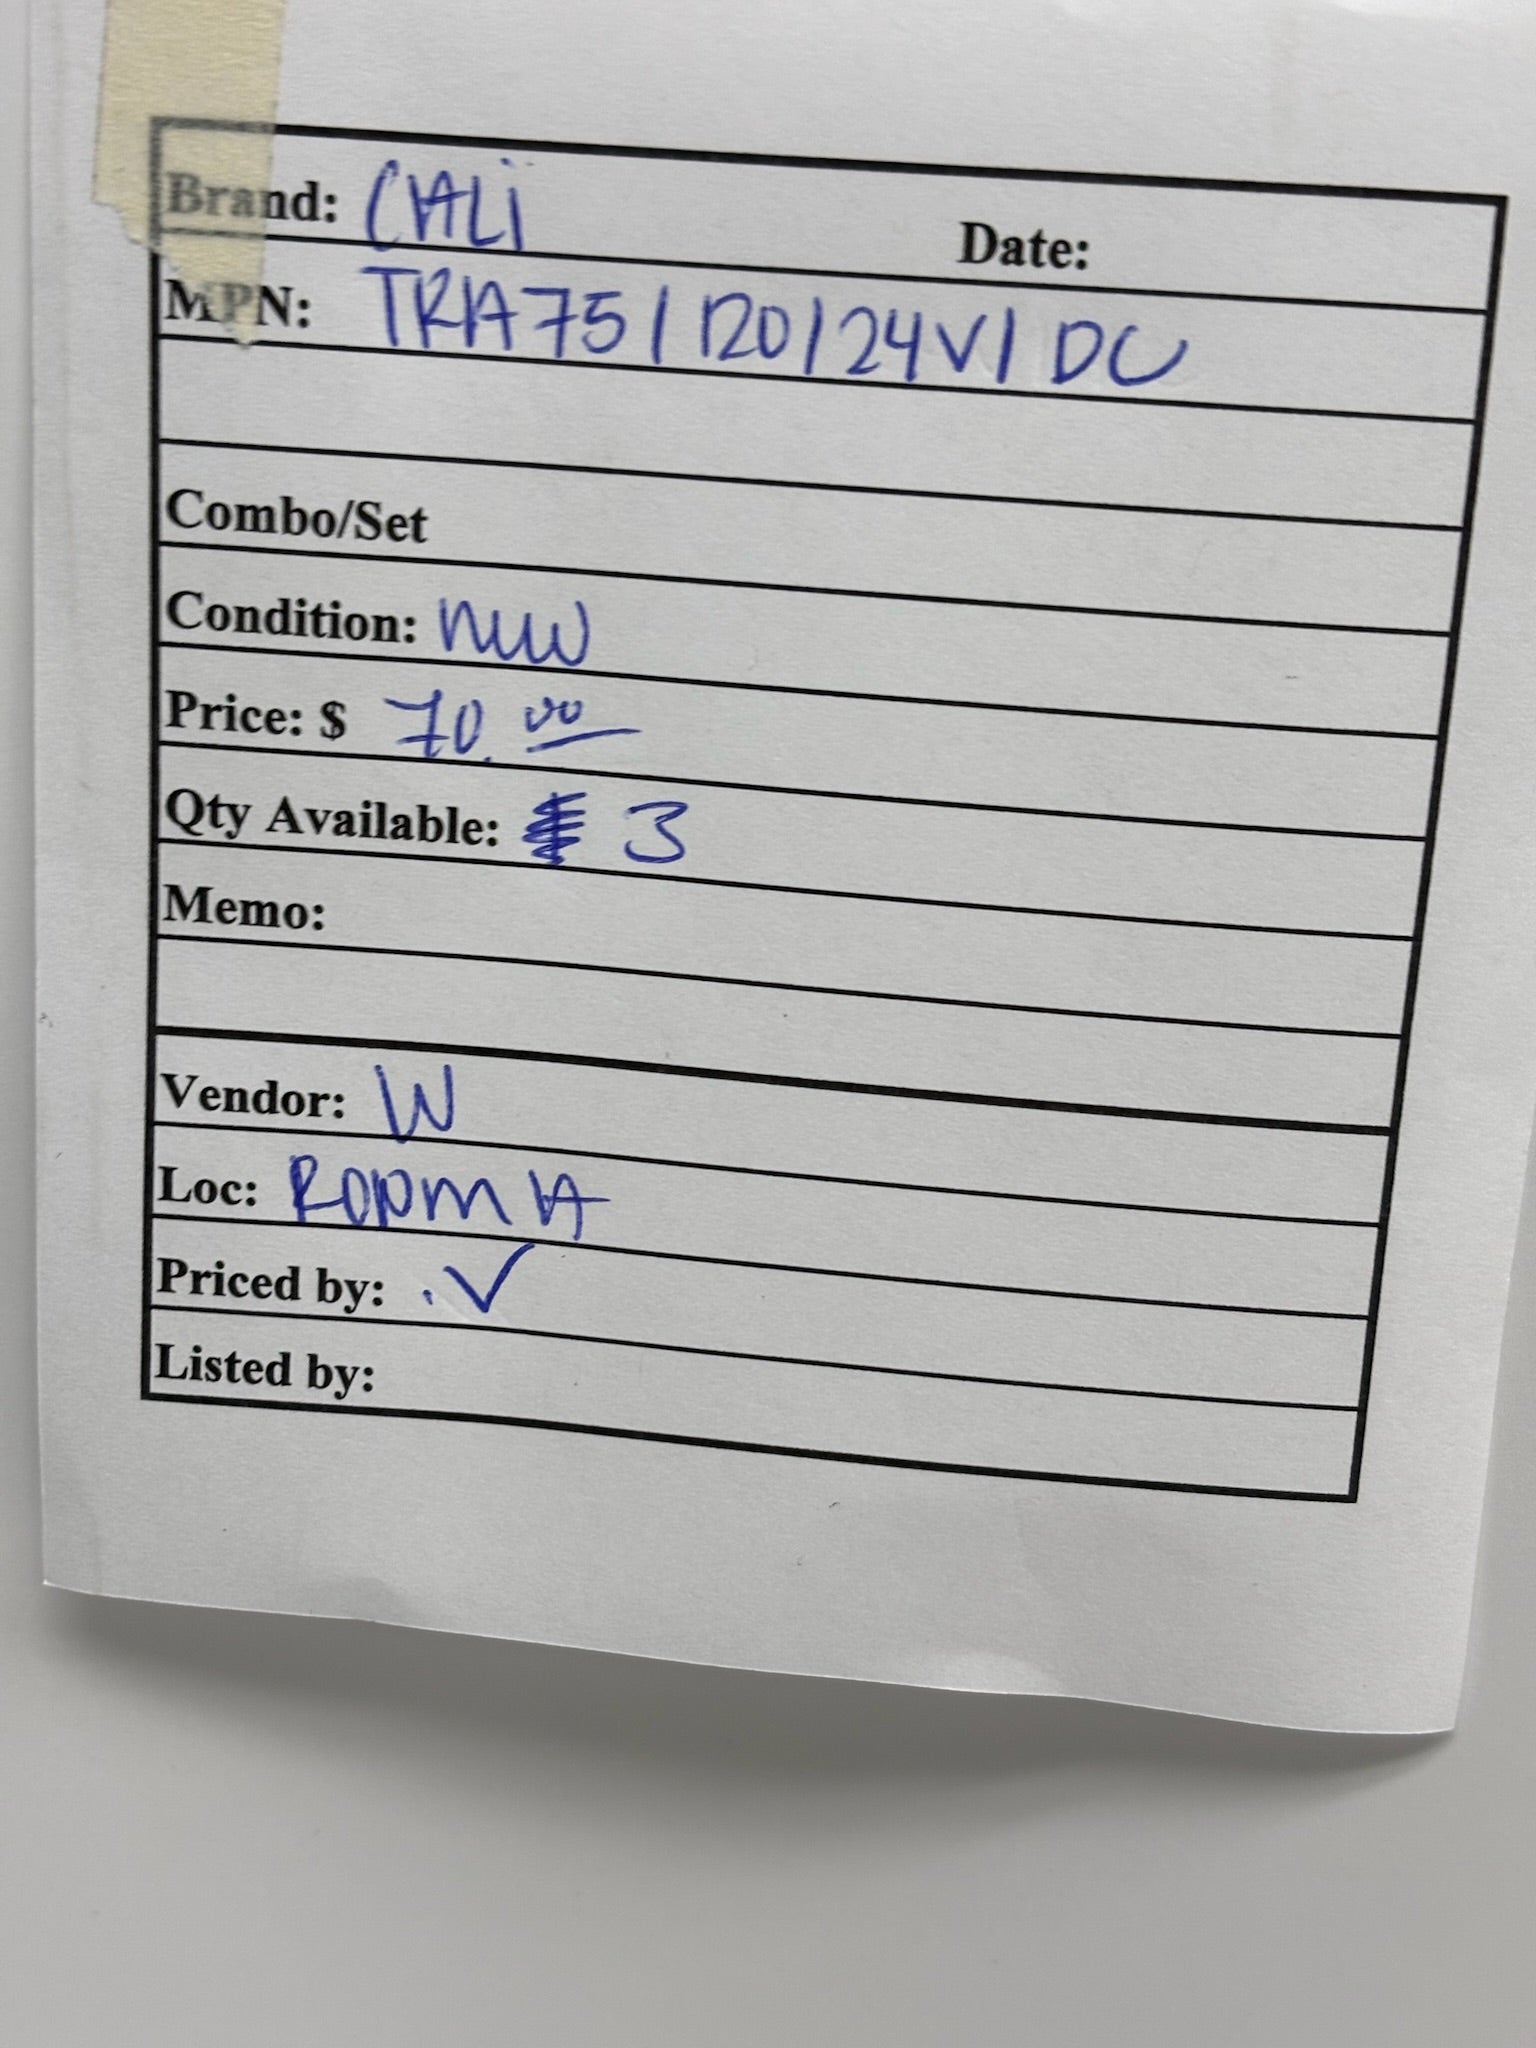 Brand: CALi Date:
MPN: TRA75/120/24V/DC
Combo/Set
Condition: new
Price: $ 70.00
Qty Available: 3
Memo:
Vendor: W
Loc: ROOM A
Priced by: . ✓
Listed by: